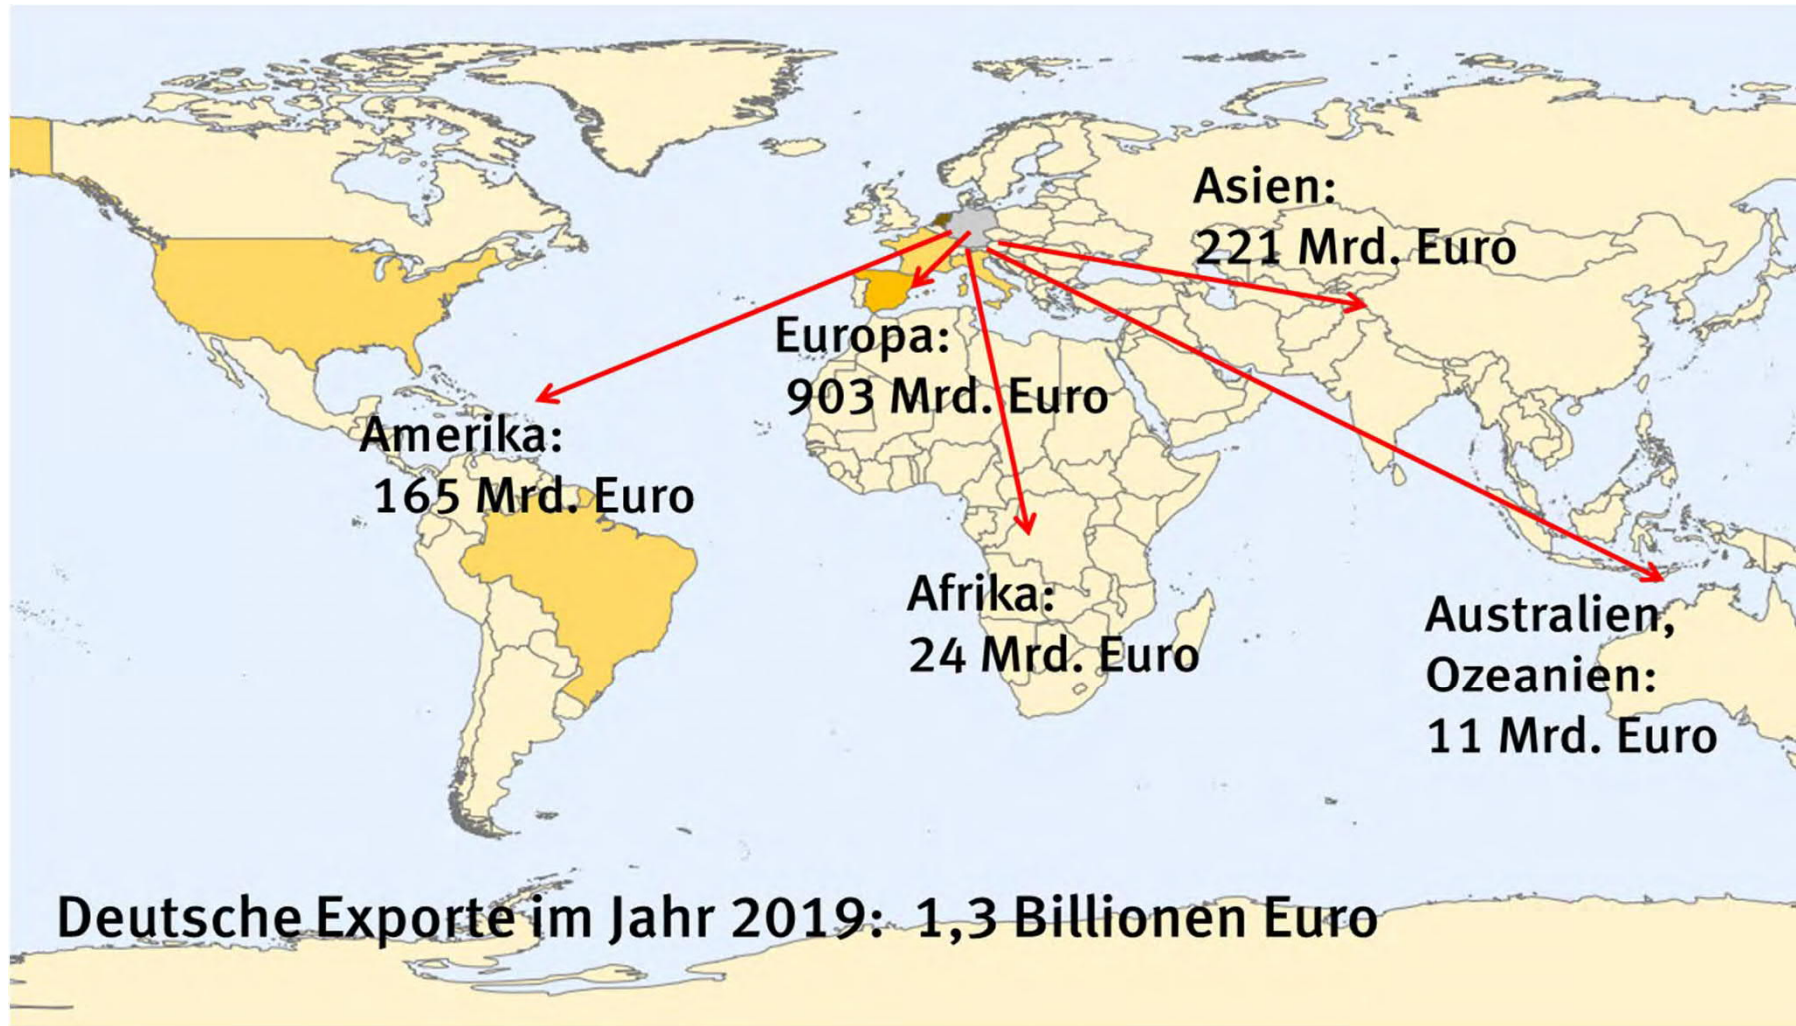 Asien:
221 Mrd. Euro
Europa:
903 Mrd. Euro
Amerika:
165 Mrd. Euro
Afrika:
24 Mrd. Euro
Australien,
Ozeanien:
11 Mrd. Euro
Deutsche Exporte im Jahr 2019: 1,3 Billionen Euro